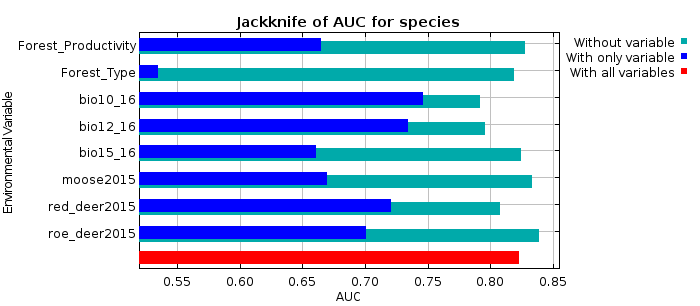 Jackknife of AUC for species
Environmental Variable
Forest_Productivity
Forest_Type
bio10_16
bio12_16
bio15_16
moose2015
red_deer2015
roe_deer2015
Without variable
With only variable
With all variables
0.55 0.60 0.65 0.70 0.75 0.80 0.85
AUC